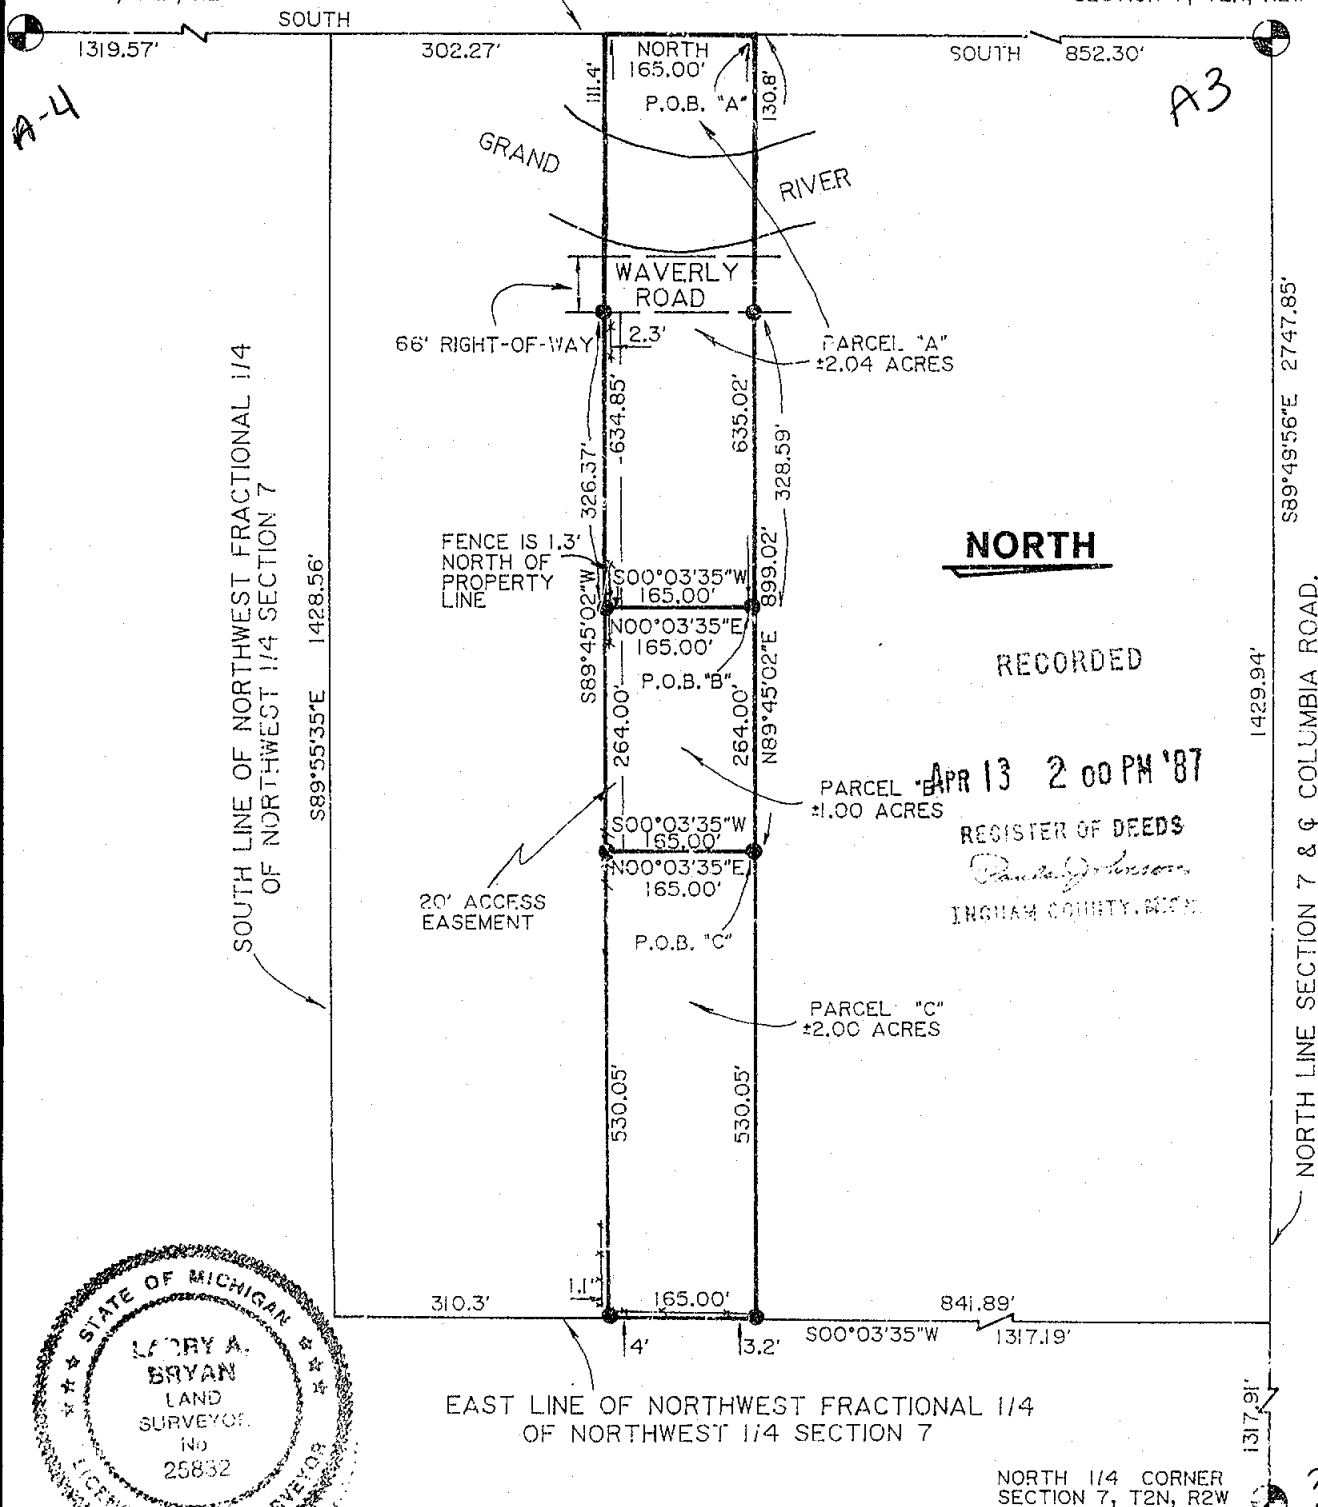 SOUTH
1319.57'
302.27'
NORTH
165.00'
SOUTH
852.30'
A-4
A3
111.4'
130.8'
P.O.B. "A"
GRAND
RIVER
WAVERLY
ROAD
66' RIGHT-OF-WAY
2.3'
PARCEL "A"
±2.04 ACRES
634.85'
635.02'
326.37'
328.59'
S89°49'56"E 2747.85'
SOUTH LINE OF NORTHWEST FRACTIONAL 1/4
OF NORTHWEST 1/4 SECTION 7
S89°55'35"E 1428.56'
FENCE IS 1.3'
NORTH OF
PROPERTY
LINE
S89°45'02"W
S00°03'35"W
165.00'
N00°03'35"E
165.00'
P.O.B. "B"
N89°45'02"E 899.02'
NORTH
RECORDED
APR 13 2 00 PM '87
REGISTER OF DEEDS
INGHAM COUNTY, MICH.
264.00'
264.00'
PARCEL "B"
±1.00 ACRES
S00°03'35"W
165.00'
N00°03'35"E
165.00'
20' ACCESS
EASEMENT
P.O.B. "C"
PARCEL "C"
±2.00 ACRES
530.05'
530.05'
1429.94'
NORTH LINE SECTION 7 & ℄ COLUMBIA ROAD.
310.3'
1.1'
165.00'
841.89'
S00°03'35"W 1317.19'
4'
3.2'
EAST LINE OF NORTHWEST FRACTIONAL 1/4
OF NORTHWEST 1/4 SECTION 7
1317.91'
NORTH 1/4 CORNER
SECTION 7, T2N, R2W
STATE OF MICHIGAN
LARRY A.
BRYAN
LAND
SURVEYOR
No
25832